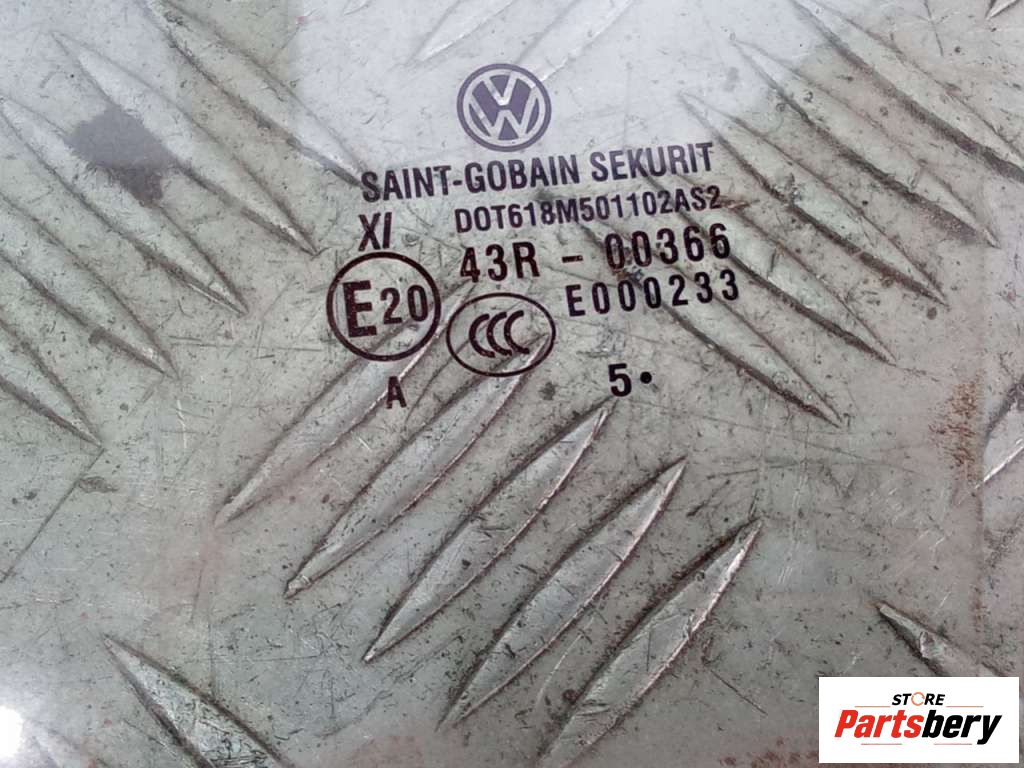 SAINT-GOBAIN SEKURIT
XI DOT618M501102AS2
43R - 00366
E20 CCC E000233
A 5•
STORE
Partsbery